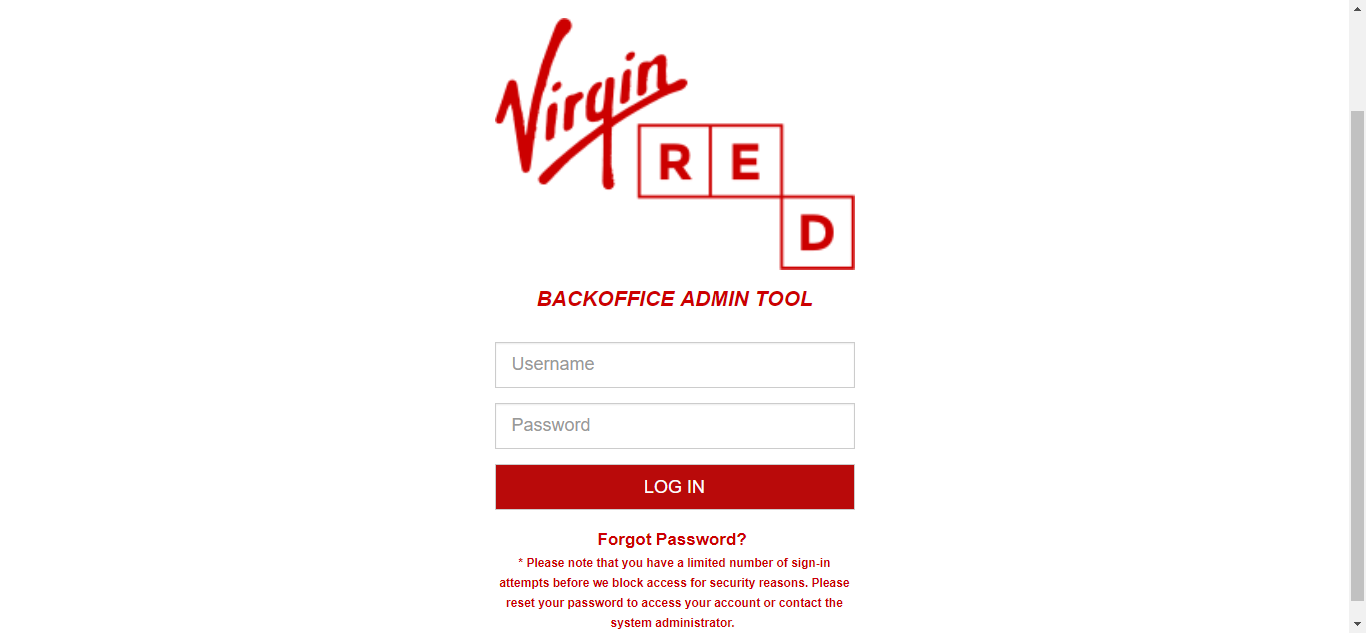 Virgin
RE
D
BACKOFFICE ADMIN TOOL
Username
Password
LOG IN
Forgot Password?
* Please note that you have a limited number of sign-in
attempts before we block access for security reasons. Please
reset your password to access your account or contact the
system administrator.